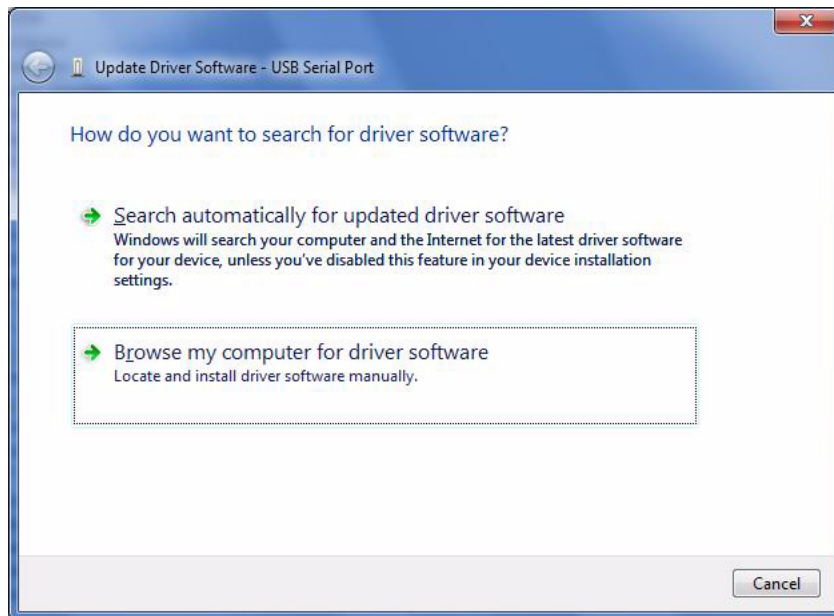 Update Driver Software - USB Serial Port
How do you want to search for driver software?
Search automatically for updated driver software
Windows will search your computer and the Internet for the latest driver software
for your device, unless you've disabled this feature in your device installation
settings.
Browse my computer for driver software
Locate and install driver software manually.
Cancel